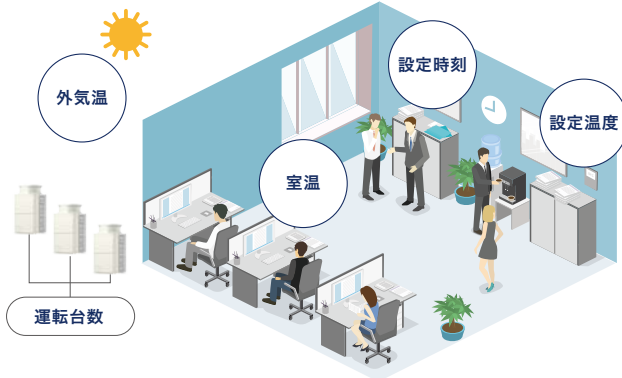 設定時刻
外気温
設定温度
室温
運転台数